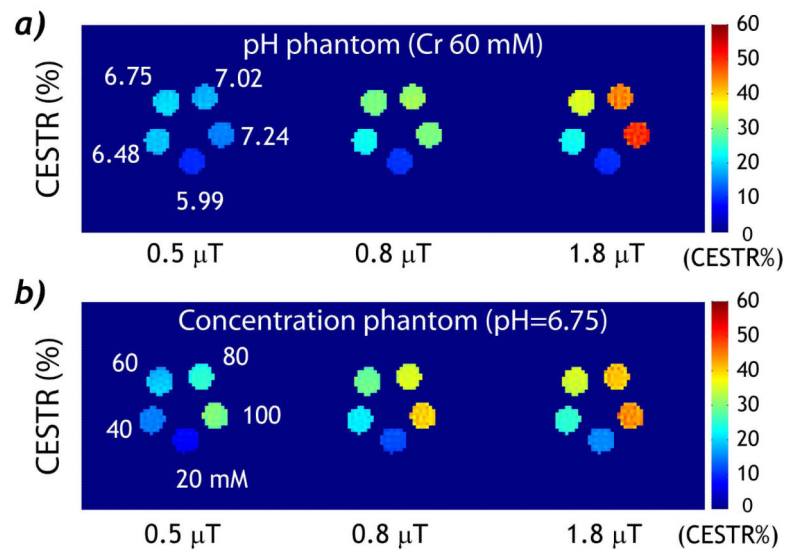 a)
pH phantom (Cr 60 mM)
6.75
7.02
6.48
7.24
5.99
CESTR (%)
60
50
40
30
20
10
0
0.5 μT
0.8 μT
1.8 μT
(CESTR%)
b)
Concentration phantom (pH=6.75)
60
80
40
100
20 mM
CESTR (%)
60
50
40
30
20
10
0
0.5 μT
0.8 μT
1.8 μT
(CESTR%)